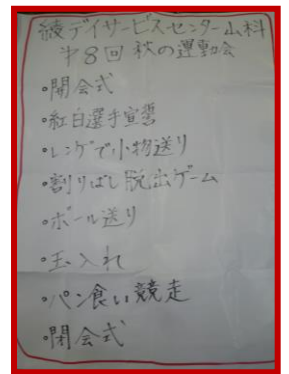 綾デイサービスセンター山科
第8回 秋の運動会
・開会式
・紅白選手宣誓
・レンゲで小物送り
・割りばし脱出ゲーム
・ボール送り
・玉入れ
・パン食い競走
・閉会式